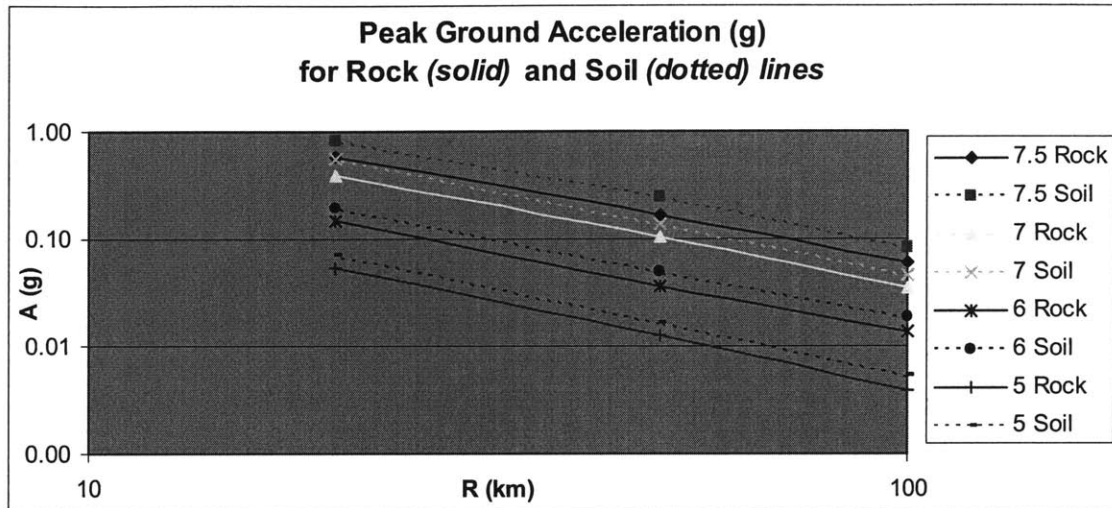 Peak Ground Acceleration (g)
for Rock (solid) and Soil (dotted) lines
A (g)
1.00
0.10
0.01
0.00
10
R (km)
100
7.5 Rock
7.5 Soil
7 Rock
7 Soil
6 Rock
6 Soil
5 Rock
5 Soil